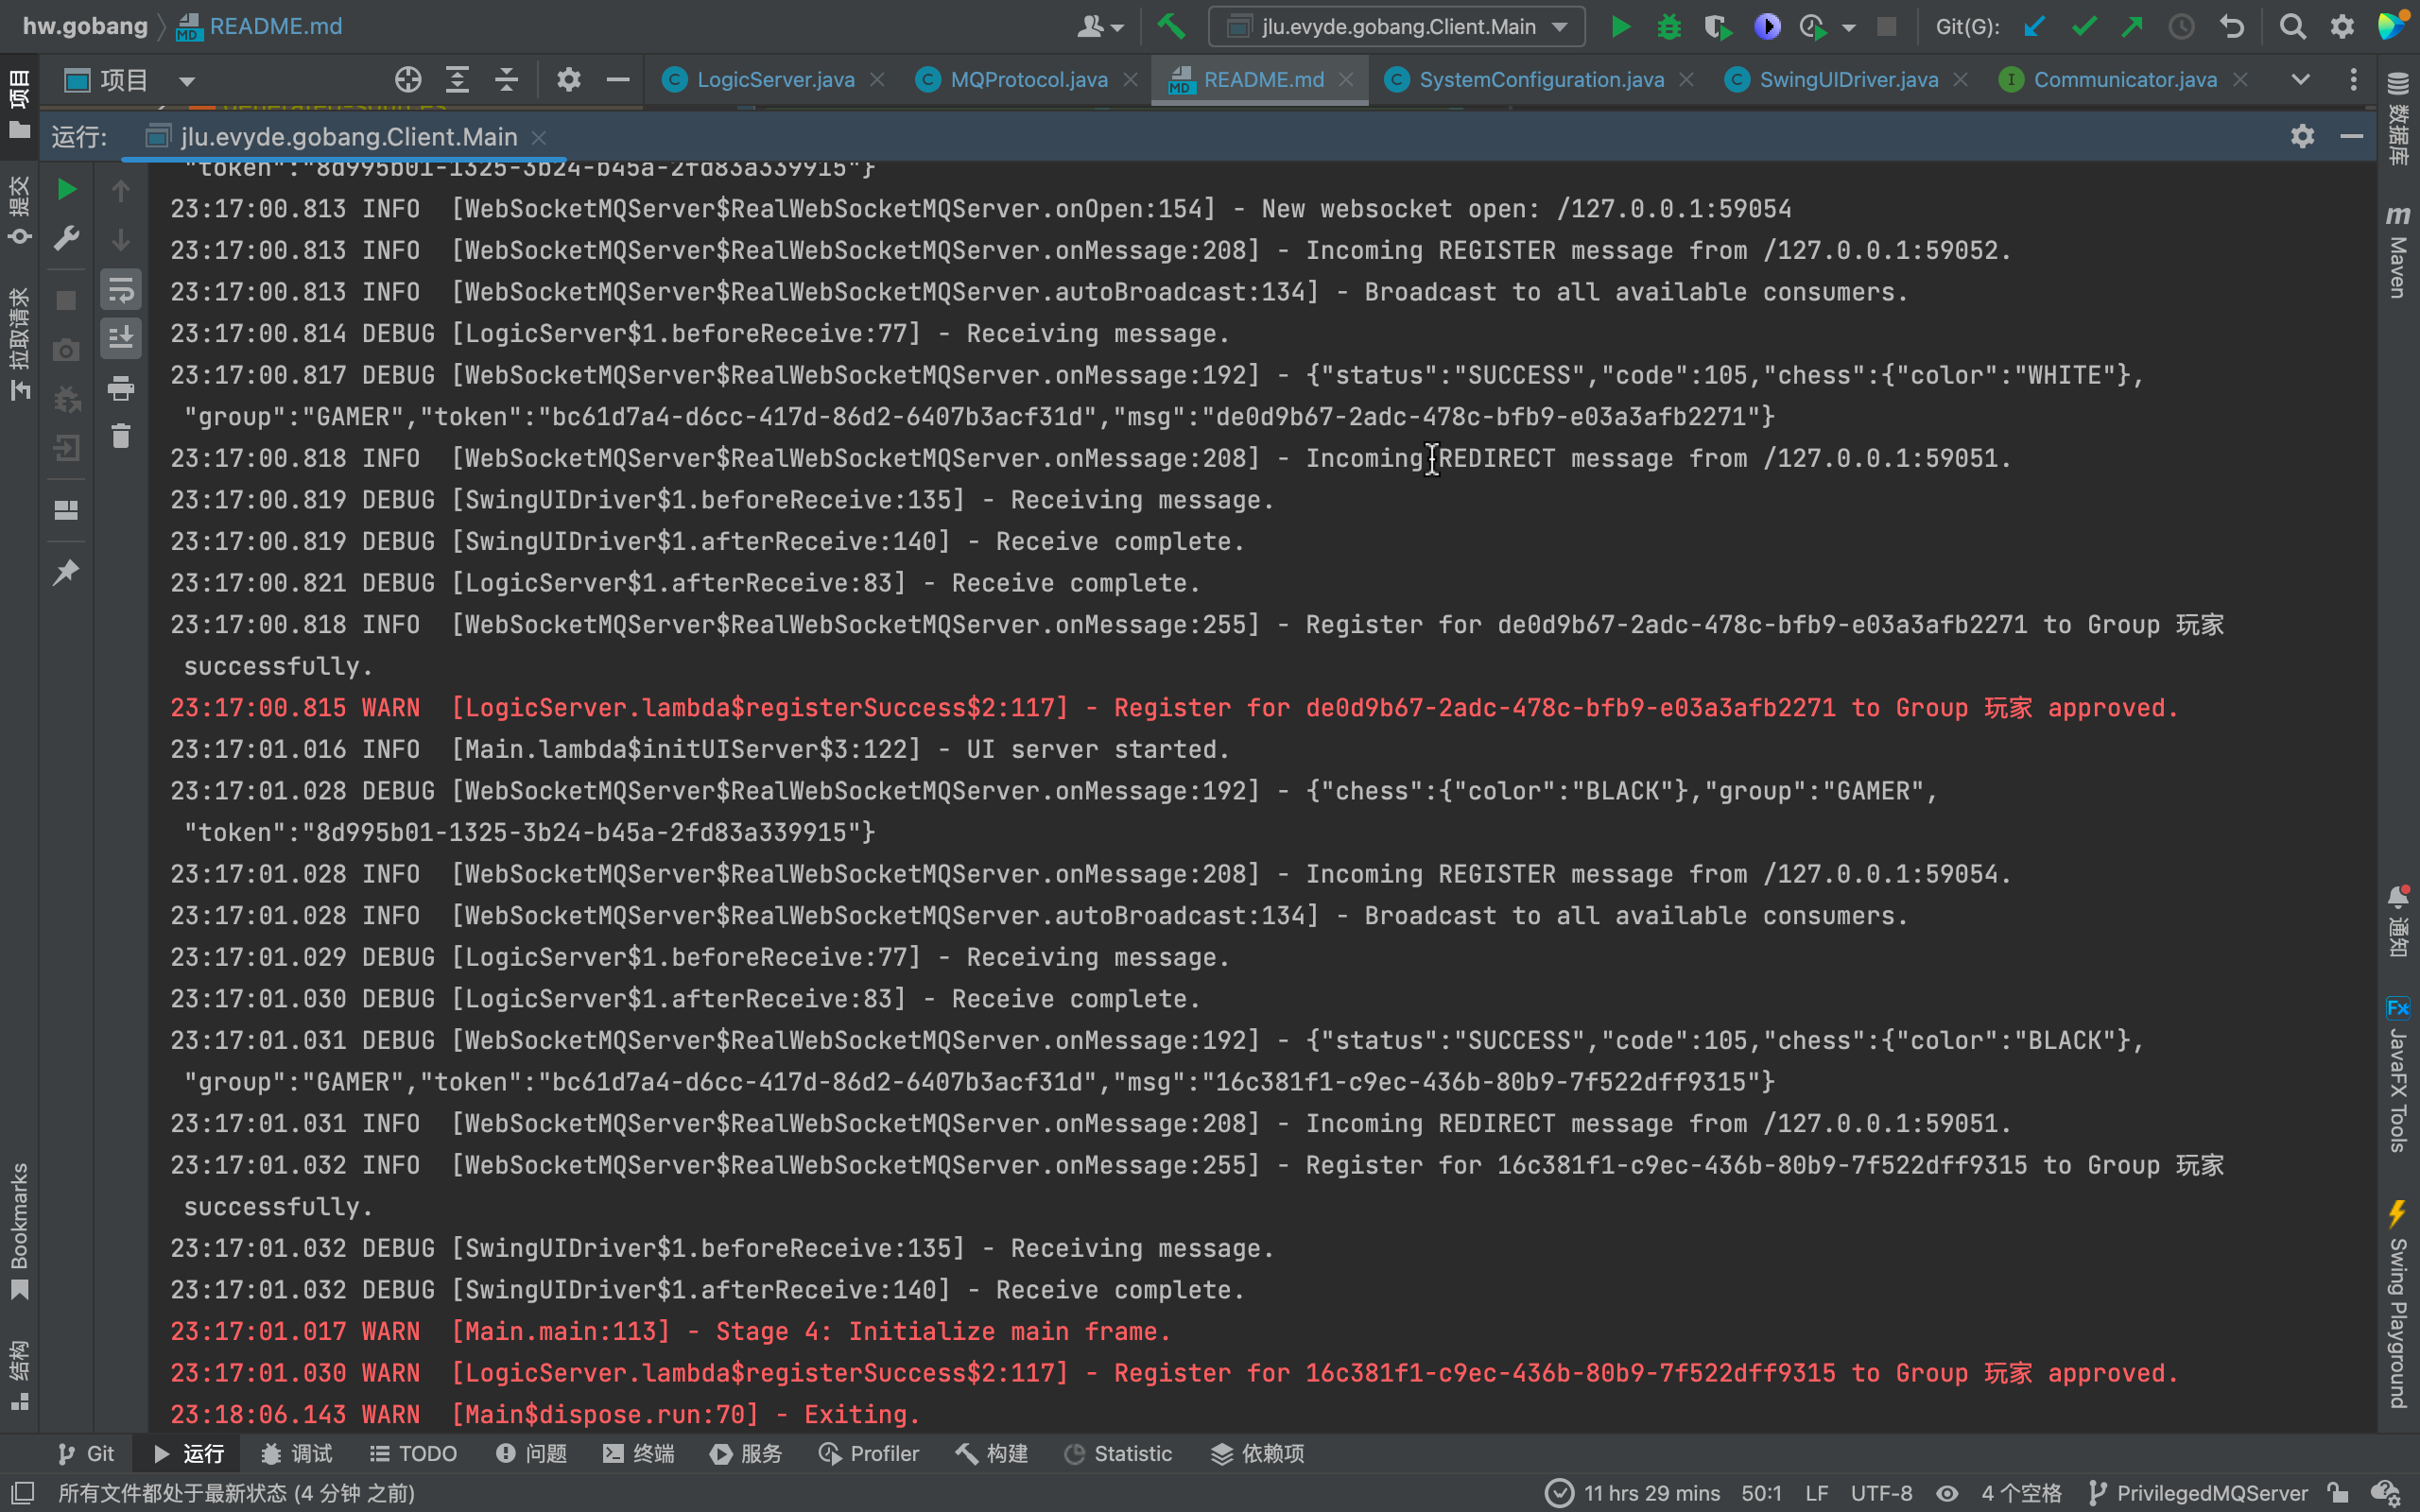 hw.gobang
README.md
jlu.evyde.gobang.Client.Main
Git(G):
项目
LogicServer.java
MQProtocol.java
README.md
SystemConfiguration.java
SwingUIDriver.java
Communicator.java
运行:
jlu.evyde.gobang.Client.Main
"token":"8d995b01-1325-3b24-b45a-2fd83a339915"}
23:17:00.813 INFO  [WebSocketMQServer$RealWebSocketMQServer.onOpen:154] - New websocket open: /127.0.0.1:59054
23:17:00.813 INFO  [WebSocketMQServer$RealWebSocketMQServer.onMessage:208] - Incoming REGISTER message from /127.0.0.1:59052.
23:17:00.813 INFO  [WebSocketMQServer$RealWebSocketMQServer.autoBroadcast:134] - Broadcast to all available consumers.
23:17:00.814 DEBUG [LogicServer$1.beforeReceive:77] - Receiving message.
23:17:00.817 DEBUG [WebSocketMQServer$RealWebSocketMQServer.onMessage:192] - {"status":"SUCCESS","code":105,"chess":{"color":"WHITE"},
"group":"GAMER","token":"bc61d7a4-d6cc-417d-86d2-6407b3acf31d","msg":"de0d9b67-2adc-478c-bfb9-e03a3afb2271"}
23:17:00.818 INFO  [WebSocketMQServer$RealWebSocketMQServer.onMessage:208] - Incoming REDIRECT message from /127.0.0.1:59051.
23:17:00.819 DEBUG [SwingUIDriver$1.beforeReceive:135] - Receiving message.
23:17:00.819 DEBUG [SwingUIDriver$1.afterReceive:140] - Receive complete.
23:17:00.821 DEBUG [LogicServer$1.afterReceive:83] - Receive complete.
23:17:00.818 INFO  [WebSocketMQServer$RealWebSocketMQServer.onMessage:255] - Register for de0d9b67-2adc-478c-bfb9-e03a3afb2271 to Group 玩家
successfully.
23:17:00.815 WARN  [LogicServer.lambda$registerSuccess$2:117] - Register for de0d9b67-2adc-478c-bfb9-e03a3afb2271 to Group 玩家 approved.
23:17:01.016 INFO  [Main.lambda$initUIServer$3:122] - UI server started.
23:17:01.028 DEBUG [WebSocketMQServer$RealWebSocketMQServer.onMessage:192] - {"chess":{"color":"BLACK"},"group":"GAMER",
"token":"8d995b01-1325-3b24-b45a-2fd83a339915"}
23:17:01.028 INFO  [WebSocketMQServer$RealWebSocketMQServer.onMessage:208] - Incoming REGISTER message from /127.0.0.1:59054.
23:17:01.028 INFO  [WebSocketMQServer$RealWebSocketMQServer.autoBroadcast:134] - Broadcast to all available consumers.
23:17:01.029 DEBUG [LogicServer$1.beforeReceive:77] - Receiving message.
23:17:01.030 DEBUG [LogicServer$1.afterReceive:83] - Receive complete.
23:17:01.031 DEBUG [WebSocketMQServer$RealWebSocketMQServer.onMessage:192] - {"status":"SUCCESS","code":105,"chess":{"color":"BLACK"},
"group":"GAMER","token":"bc61d7a4-d6cc-417d-86d2-6407b3acf31d","msg":"16c381f1-c9ec-436b-80b9-7f522dff9315"}
23:17:01.031 INFO  [WebSocketMQServer$RealWebSocketMQServer.onMessage:208] - Incoming REDIRECT message from /127.0.0.1:59051.
23:17:01.032 INFO  [WebSocketMQServer$RealWebSocketMQServer.onMessage:255] - Register for 16c381f1-c9ec-436b-80b9-7f522dff9315 to Group 玩家
successfully.
23:17:01.032 DEBUG [SwingUIDriver$1.beforeReceive:135] - Receiving message.
23:17:01.032 DEBUG [SwingUIDriver$1.afterReceive:140] - Receive complete.
23:17:01.017 WARN  [Main.main:113] - Stage 4: Initialize main frame.
23:17:01.030 WARN  [LogicServer.lambda$registerSuccess$2:117] - Register for 16c381f1-c9ec-436b-80b9-7f522dff9315 to Group 玩家 approved.
23:18:06.143 WARN  [Main$dispose.run:70] - Exiting.
项目
提交
拉取请求
Bookmarks
结构
数据库
Maven
通知
JavaFX Tools
Swing Playground
Git
运行
调试
TODO
问题
终端
服务
Profiler
构建
Statistic
依赖项
所有文件都处于最新状态 (4 分钟 之前)
11 hrs 29 mins
50:1
LF
UTF-8
4 个空格
PrivilegedMQServer